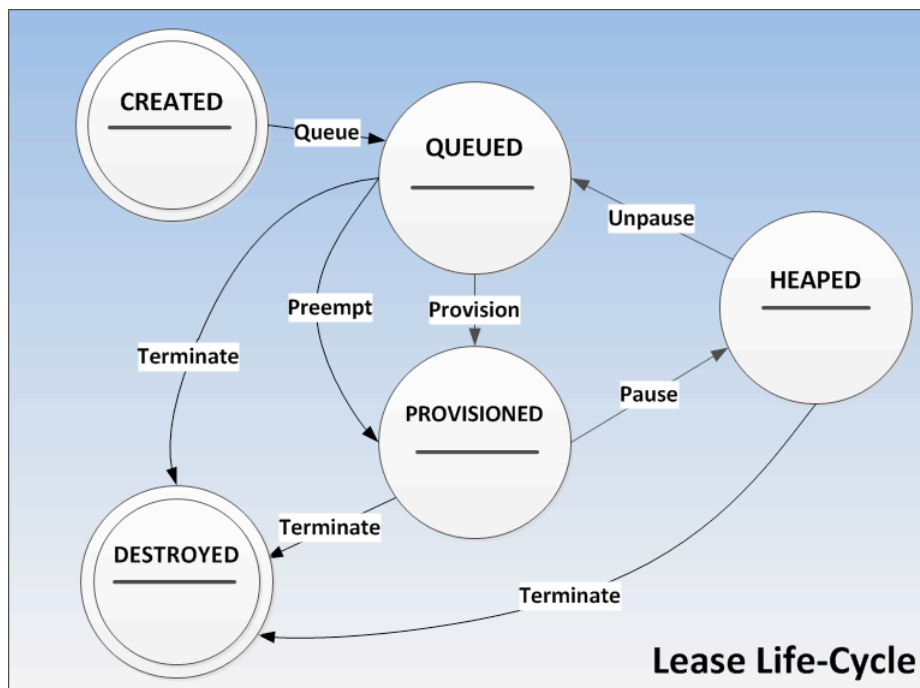 CREATED
Queue
QUEUED
Unpause
HEAPED
Preempt
Provision
Terminate
Pause
PROVISIONED
Terminate
DESTROYED
Terminate
Lease Life-Cycle